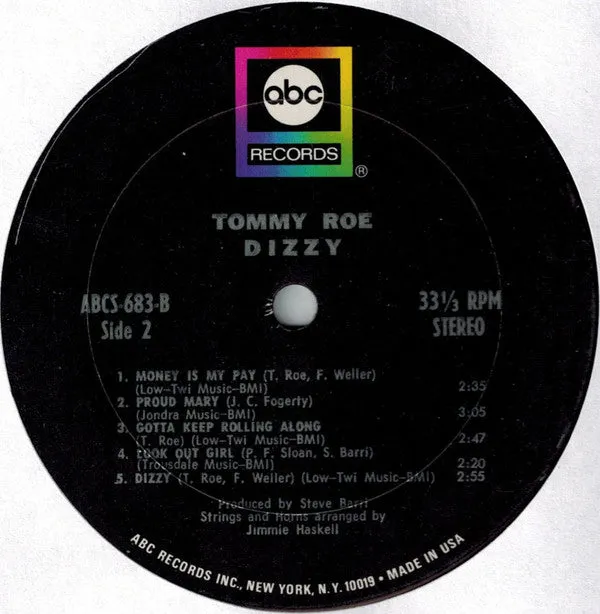 abc
RECORDS
®
TOMMY ROE
DIZZY
ABCS-683-B
Side 2
33 1/3 RPM
STEREO
1. MONEY IS MY PAY (T. Roe, F. Weller)
(Low-Twi Music-BMI) 2:35
2. PROUD MARY (J. C. Fogerty)
(Jondra Music-BMI) 3:05
3. GOTTA KEEP ROLLING ALONG
(T. Roe) (Low-Twi Music-BMI) 2:47
4. LOOK OUT GIRL (P. F. Sloan, S. Barri)
(Trousdale Music-BMI) 2:20
5. DIZZY (T. Roe, F. Weller) (Low-Twi Music-BMI) 2:55
Produced by Steve Barri
Strings and Horns arranged by
Jimmie Haskell
ABC RECORDS INC., NEW YORK, N.Y. 10019 • MADE IN USA